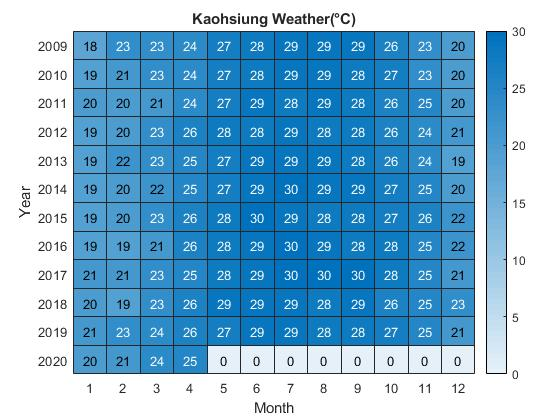 Kaohsiung Weather(°C)
2009 18 23 23 24 27 28 29 29 29 26 23 20
2010 19 21 23 24 27 28 29 29 28 27 23 20
2011 20 20 21 24 27 29 28 29 28 26 25 20
2012 19 20 23 26 28 28 29 28 28 26 24 21
2013 19 22 23 25 27 29 29 29 28 26 24 19
2014 19 20 22 25 27 29 30 29 29 27 25 20
2015 19 20 23 26 28 30 29 28 28 27 26 22
2016 19 19 21 26 28 29 30 29 28 28 25 22
2017 21 21 23 25 28 29 30 30 30 28 25 21
2018 20 19 23 26 29 29 29 28 29 26 25 23
2019 21 23 24 26 27 29 29 28 28 27 25 21
2020 20 21 24 25 0 0 0 0 0 0 0 0
1 2 3 4 5 6 7 8 9 10 11 12
Month
Year
30
25
20
15
10
5
0